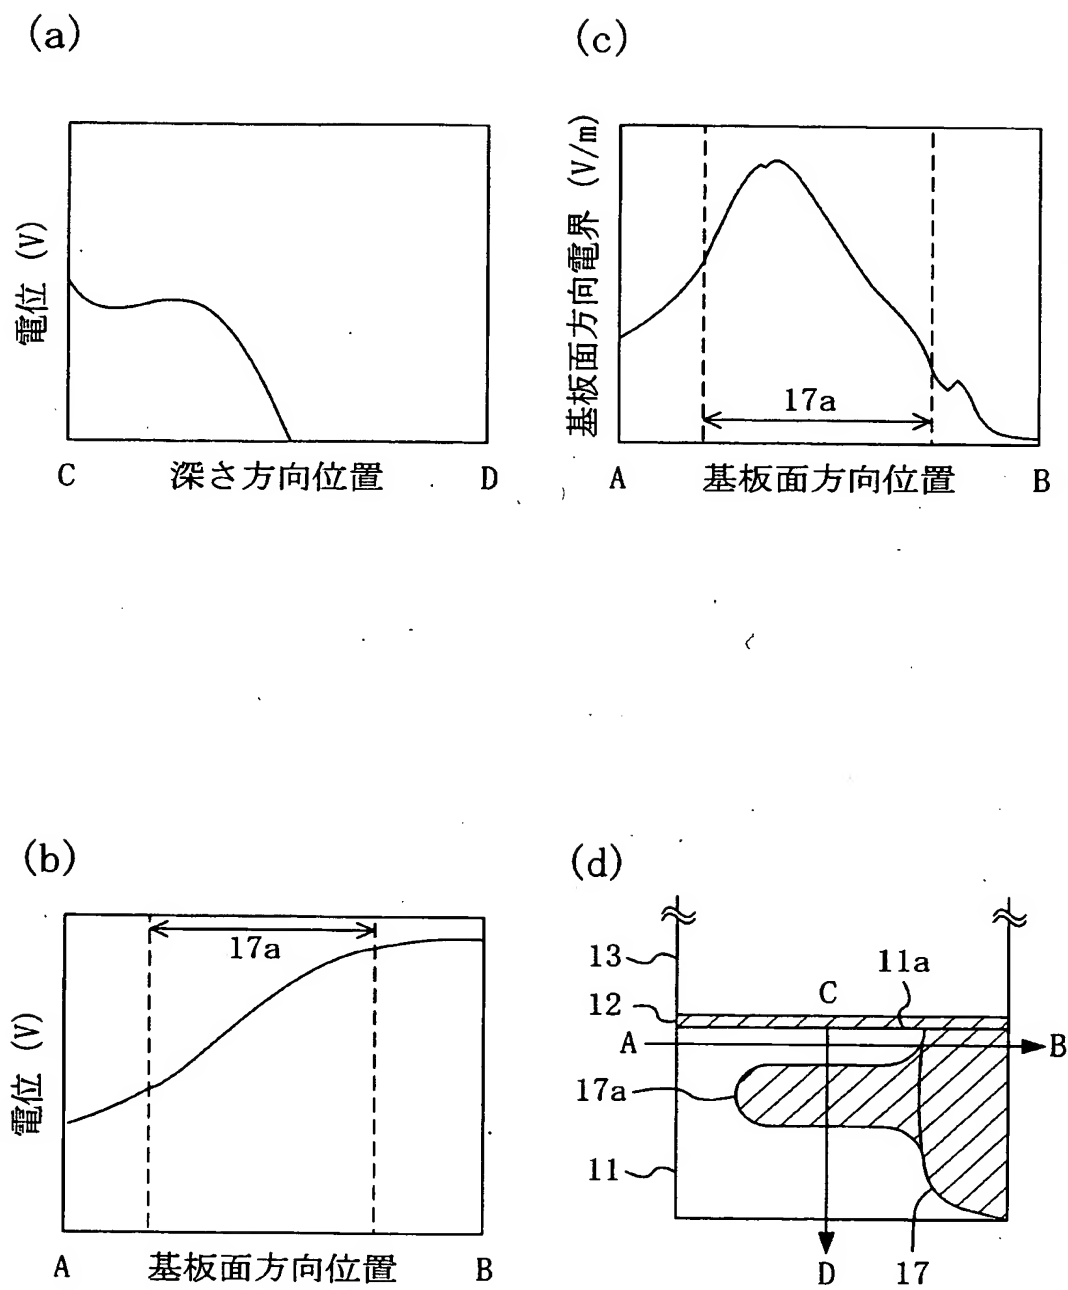 (a)
電位 (V)
C 深さ方向位置 D
(c)
基板面方向電界 (V/m)
17a
A 基板面方向位置 B
(b)
17a
電位 (V)
A 基板面方向位置 B
(d)
13
11a
12
C
A
B
17a
11
D
17